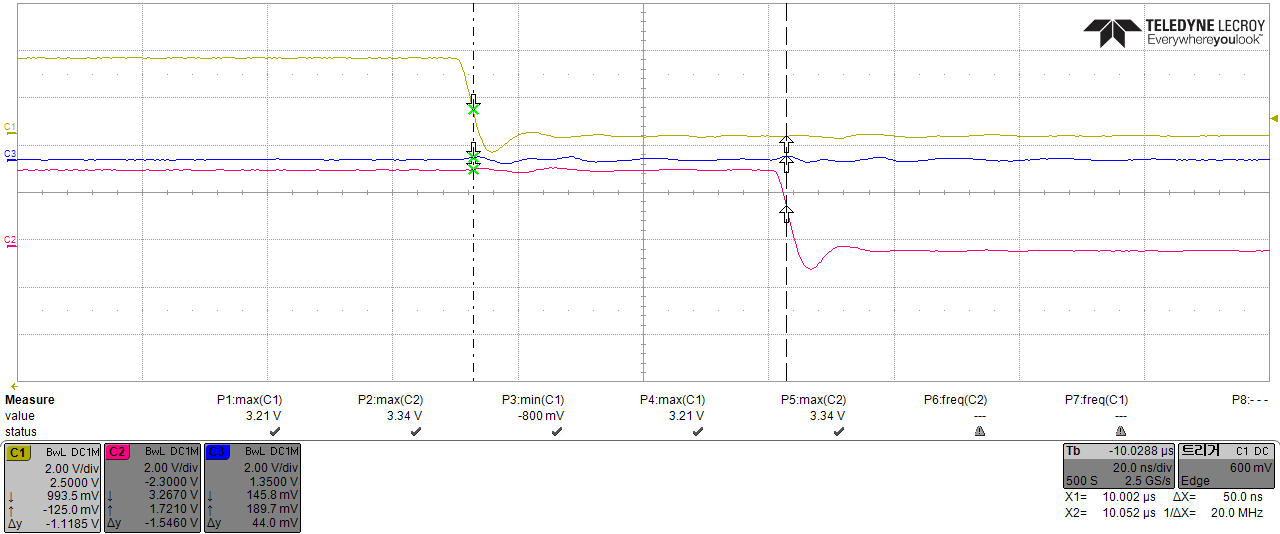 TELEDYNE LECROY
Everywhereyoulook™
C1
C3
C2
Measure P1:max(C1) P2:max(C2) P3:min(C1) P4:max(C1) P5:max(C2) P6:freq(C2) P7:freq(C1) P8:- - -
value 3.21 V 3.34 V -800 mV 3.21 V 3.34 V --- ---
status
C1 BwL DC1M
2.00 V/div
2.5000 V
↓ 993.5 mV
↑ -125.0 mV
Δy -1.1185 V
C2 BwL DC1M
2.00 V/div
-2.3000 V
↓ 3.2670 V
↑ 1.7210 V
Δy -1.5460 V
C3 BwL DC1M
2.00 V/div
1.3500 V
↓ 145.8 mV
↑ 189.7 mV
Δy 44.0 mV
Tb -10.0288 µs
20.0 ns/div
500 S 2.5 GS/s
트리거 C1 DC
600 mV
Edge
X1= 10.002 µs ΔX= 50.0 ns
X2= 10.052 µs 1/ΔX= 20.0 MHz